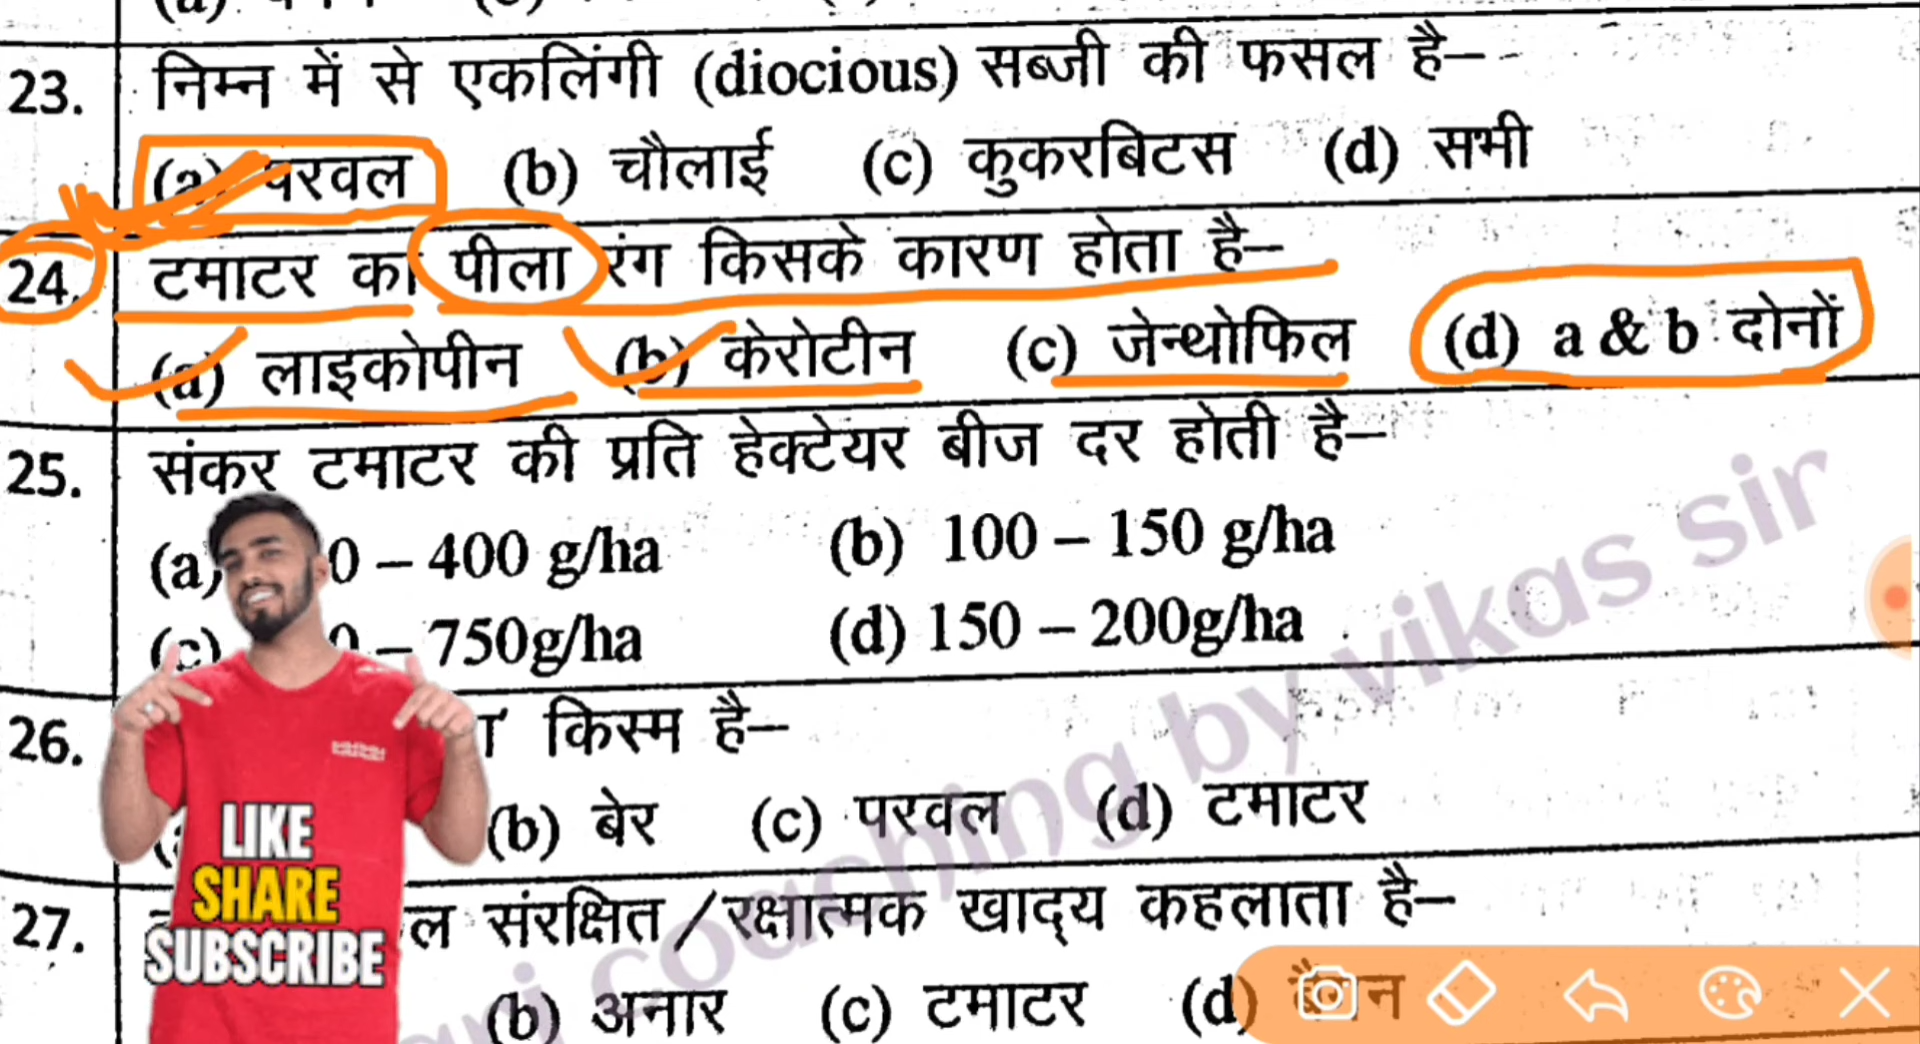 23. निम्न में से एकलिंगी (diocious) सब्जी की फसल है–
(a) परवल (b) चौलाई (c) कुकरबिटस (d) सभी
24. टमाटर का पीला रंग किसके कारण होता है–
(a) लाइकोपीन (b) केरोटीन (c) जेन्थोफिल (d) a & b दोनों
25. संकर टमाटर की प्रति हेक्टेयर बीज दर होती है–
(a) 0 – 400 g/ha (b) 100 – 150 g/ha
(c) 0 – 750g/ha (d) 150 – 200g/ha
26. किस्म है–
(b) बेर (c) परवल (d) टमाटर
27. संरक्षित/रक्षात्मक खाद्य कहलाता है–
(b) अनार (c) टमाटर (d)
LIKE
SHARE
SUBSCRIBE
coaching by vikas sir